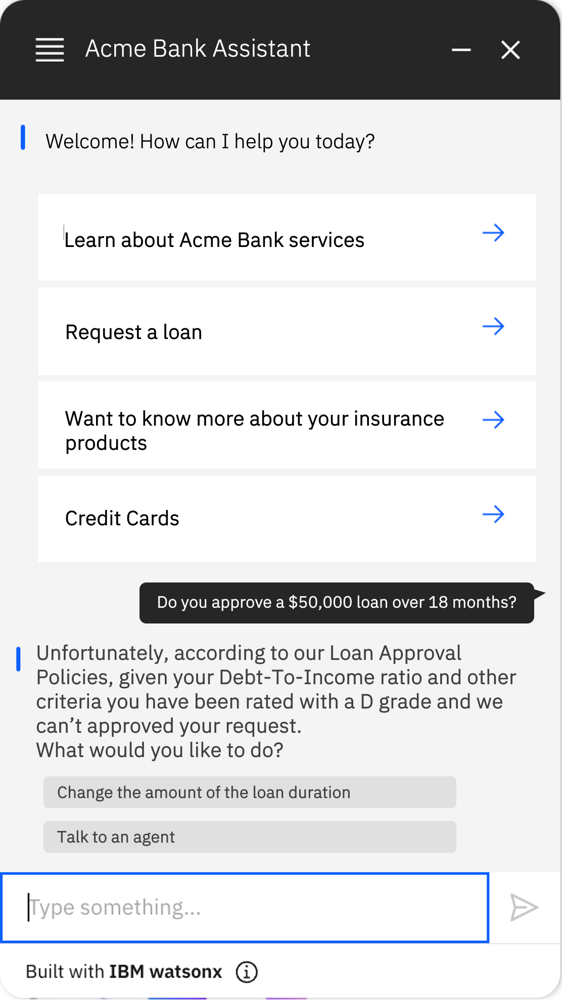 Acme Bank Assistant
Welcome! How can I help you today?
Learn about Acme Bank services
Request a loan
Want to know more about your insurance
products
Credit Cards
Do you approve a $50,000 loan over 18 months?
Unfortunately, according to our Loan Approval
Policies, given your Debt-To-Income ratio and other
criteria you have been rated with a D grade and we
can’t approved your request.
What would you like to do?
Change the amount of the loan duration
Talk to an agent
Type something...
Built with IBM watsonx